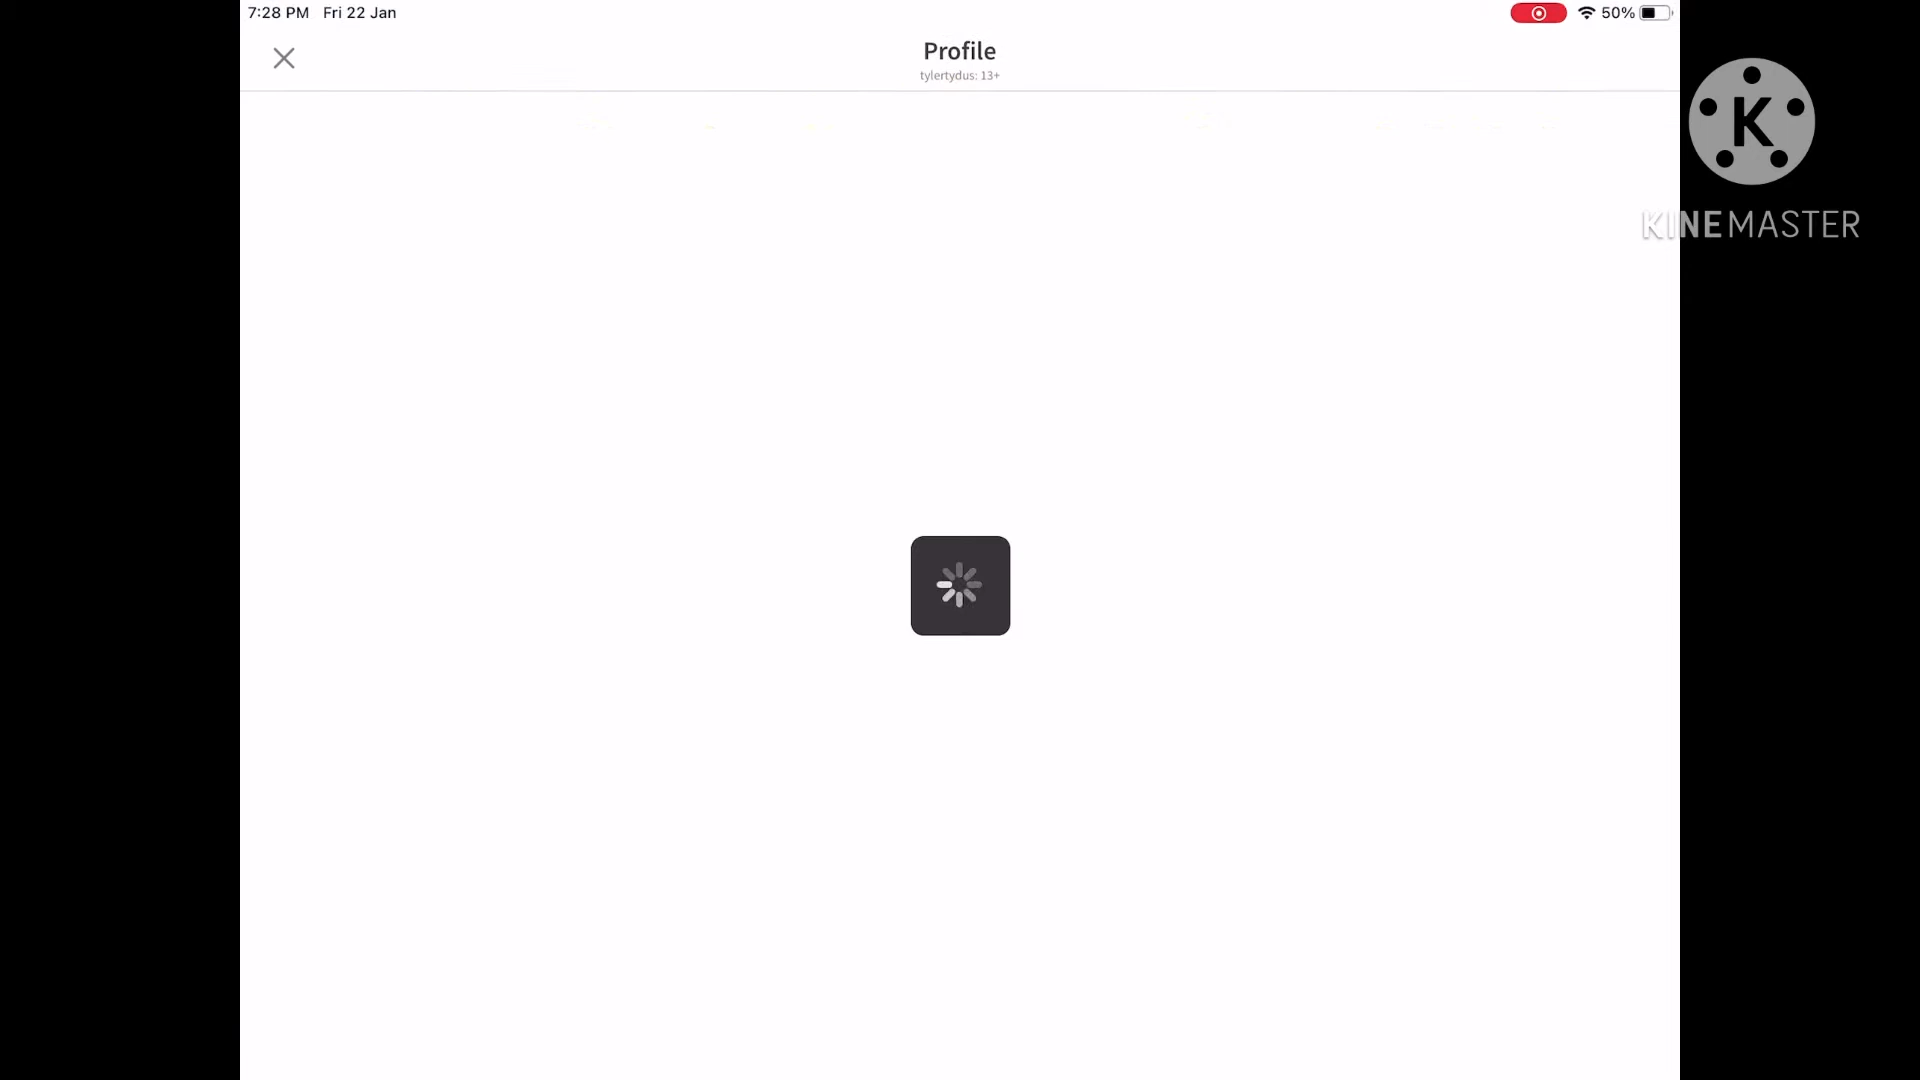 7:28 PM Fri 22 Jan
50%
Profile
tylertydus: 13+
K
KINEMASTER